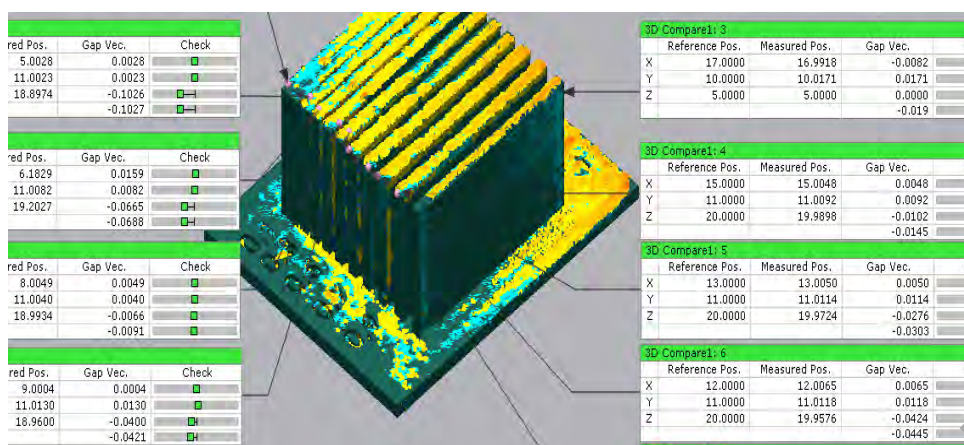 red Pos. Gap Vec. Check
5.0028 0.0028
11.0023 0.0023
18.8974 -0.1026
-0.1027
red Pos. Gap Vec. Check
6.1829 0.0159
11.0082 0.0082
19.2027 -0.0665
-0.0688
red Pos. Gap Vec. Check
8.0049 0.0049
11.0040 0.0040
18.9934 -0.0066
-0.0091
red Pos. Gap Vec. Check
9.0004 0.0004
11.0130 0.0130
18.9600 -0.0400
-0.0421
3D Compare1: 3
Reference Pos. Measured Pos. Gap Vec.
X 17.0000 16.9918 -0.0082
Y 10.0000 10.0171 0.0171
Z 5.0000 5.0000 0.0000
-0.019
3D Compare1: 4
Reference Pos. Measured Pos. Gap Vec.
X 15.0000 15.0048 0.0048
Y 11.0000 11.0092 0.0092
Z 20.0000 19.9898 -0.0102
-0.0145
3D Compare1: 5
Reference Pos. Measured Pos. Gap Vec.
X 13.0000 13.0050 0.0050
Y 11.0000 11.0114 0.0114
Z 20.0000 19.9724 -0.0276
-0.0303
3D Compare1: 6
Reference Pos. Measured Pos. Gap Vec.
X 12.0000 12.0065 0.0065
Y 11.0000 11.0118 0.0118
Z 20.0000 19.9576 -0.0424
-0.0445